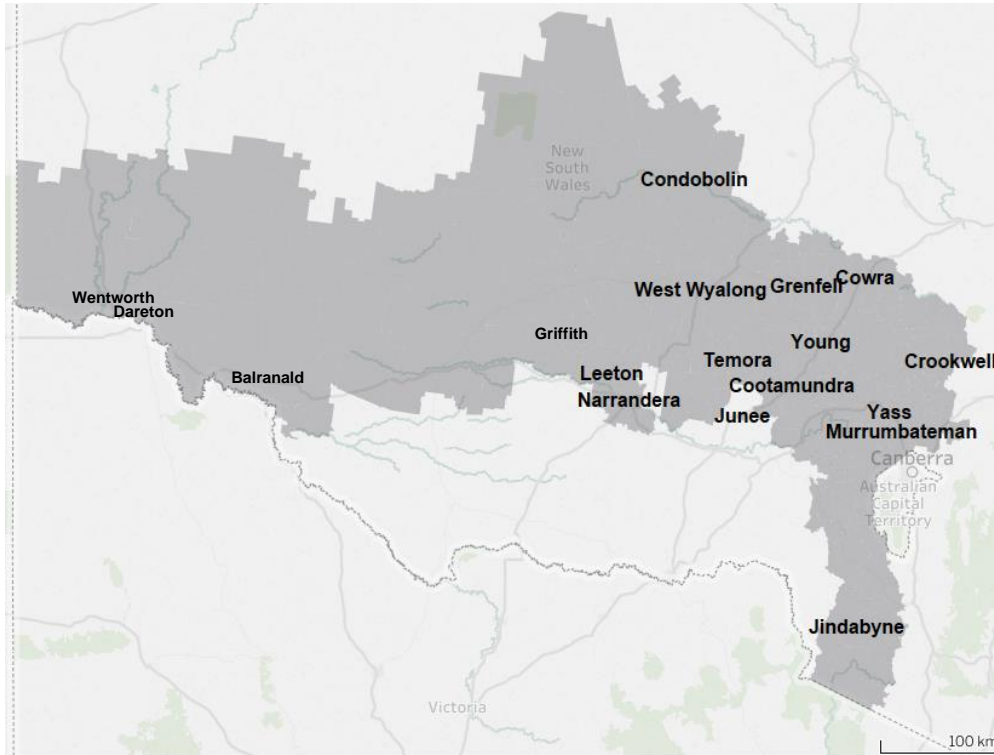 New
South
Wales
Condobolin
West Wyalong
Grenfell
Cowra
Wentworth
Dareton
Griffith
Young
Temora
Crookwell
Leeton
Balranald
Cootamundra
Narrandera
Junee
Yass
Murrumbateman
Canberra
Australian
Capital
Territory
Jindabyne
Victoria
100 km